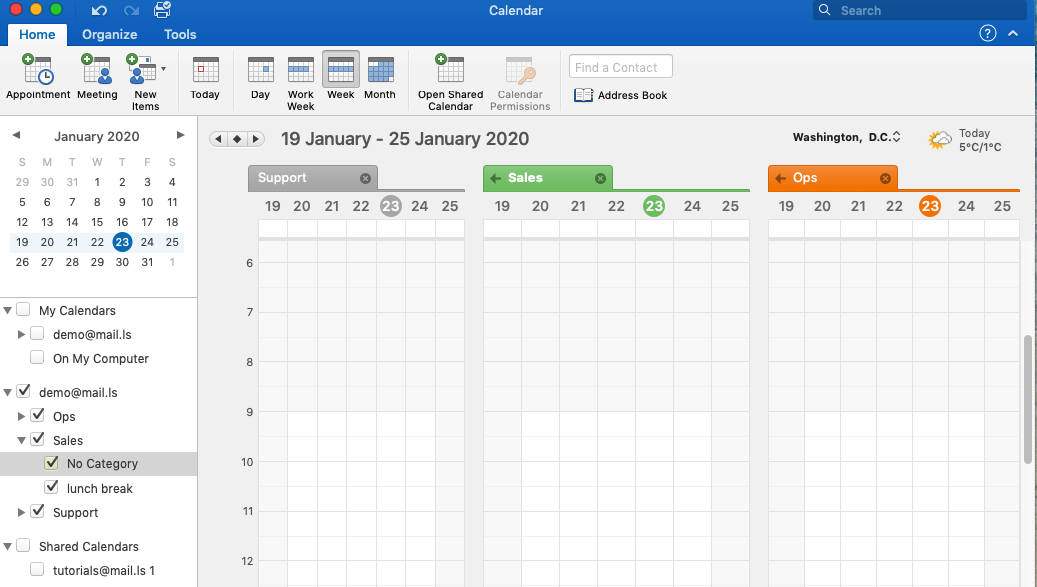 Calendar
Search
Home Organize Tools
?
Appointment Meeting New Items Today Day Work Week Week Month Open Shared Calendar Calendar Permissions
Find a Contact
Address Book
January 2020
S M T W T F S
29 30 31 1 2 3 4
5 6 7 8 9 10 11
12 13 14 15 16 17 18
19 20 21 22 23 24 25
26 27 28 29 30 31 1
My Calendars
demo@mail.ls
On My Computer
demo@mail.ls
Ops
Sales
No Category
lunch break
Support
Shared Calendars
tutorials@mail.ls 1
19 January - 25 January 2020
Washington, D.C.
Today
5°C/1°C
Support Sales Ops
19 20 21 22 23 24 25 19 20 21 22 23 24 25 19 20 21 22 23 24 25
6
7
8
9
10
11
12